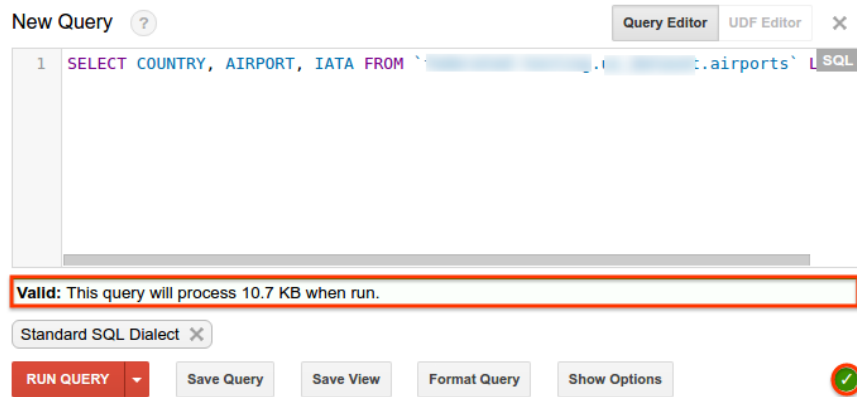 New Query ? Query Editor UDF Editor
1 SELECT COUNTRY, AIRPORT, IATA FROM ` . .airports` L SQL
Valid: This query will process 10.7 KB when run.
Standard SQL Dialect
RUN QUERY Save Query Save View Format Query Show Options